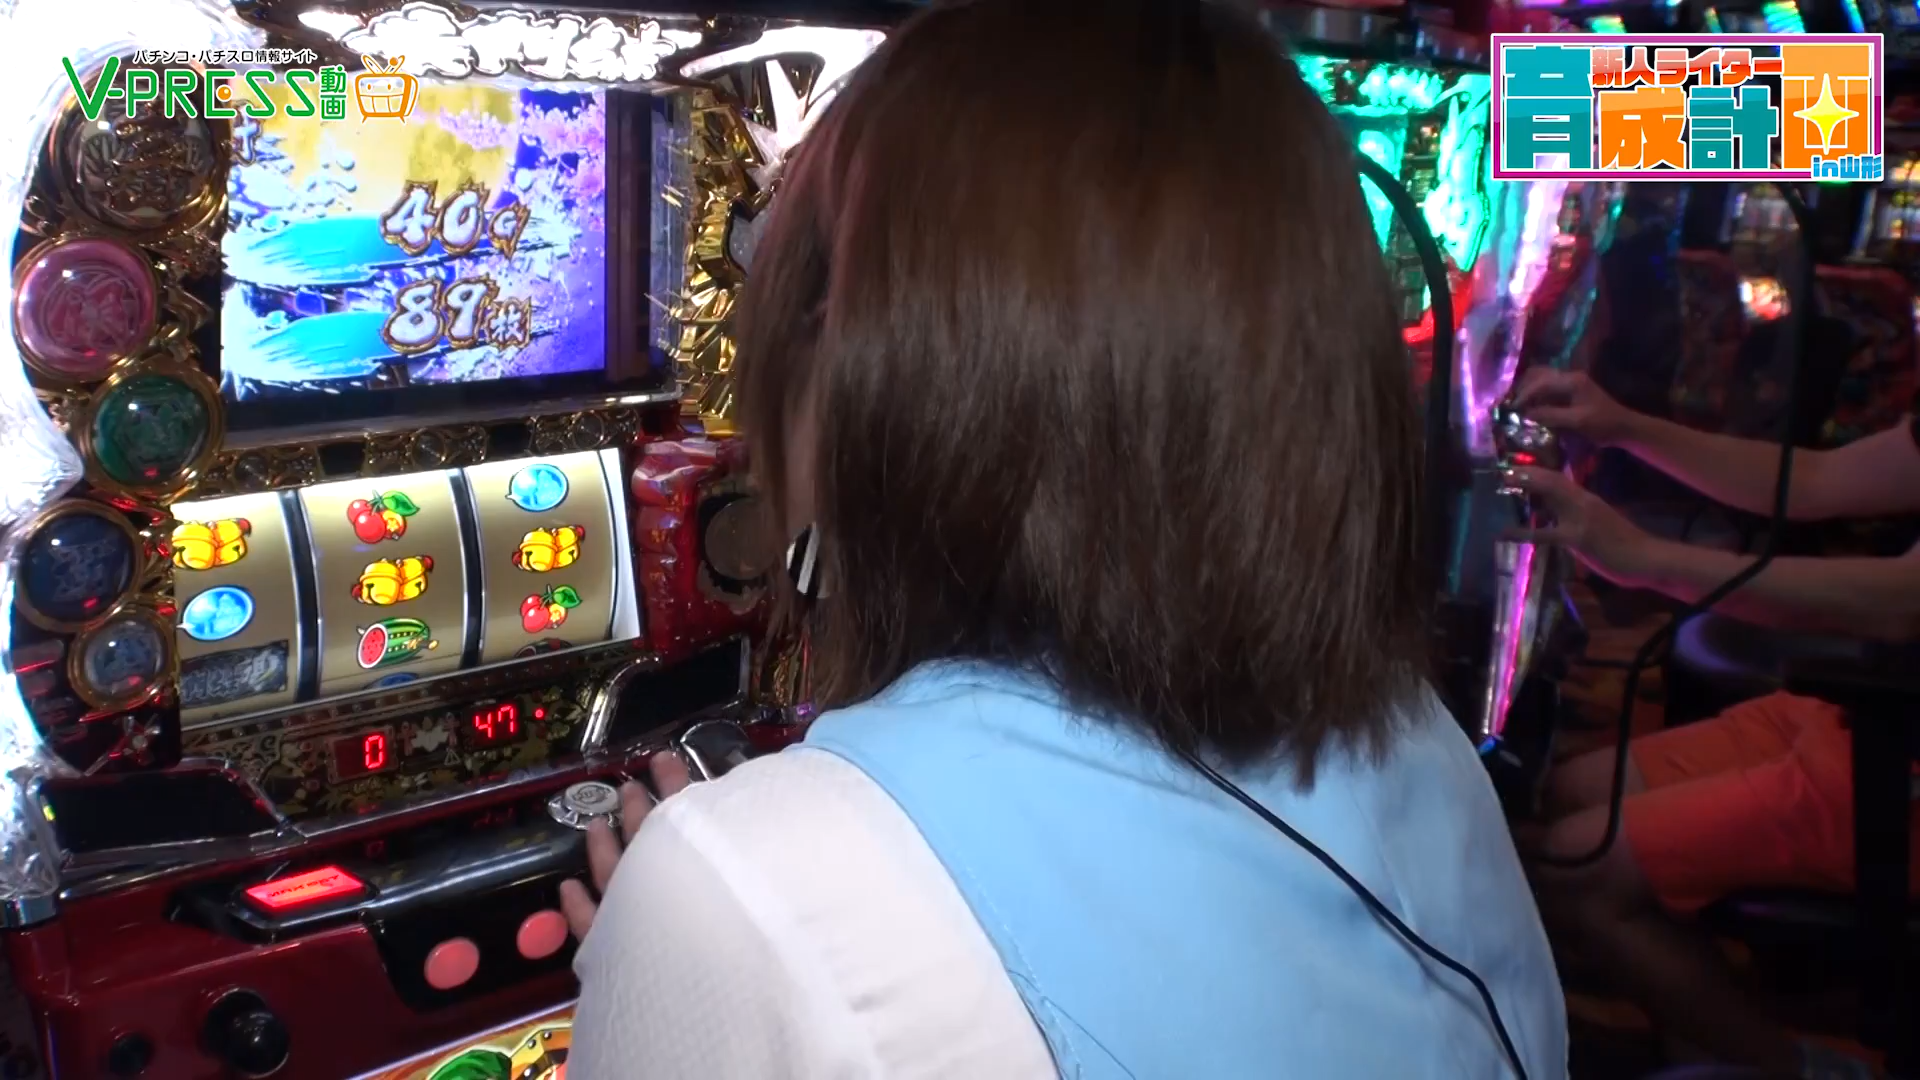 パチンコ・パチスロ情報サイト
V-PRESS動画
新人ライター
育成計画
in山形
40G
89枚
0
47
MAX BET